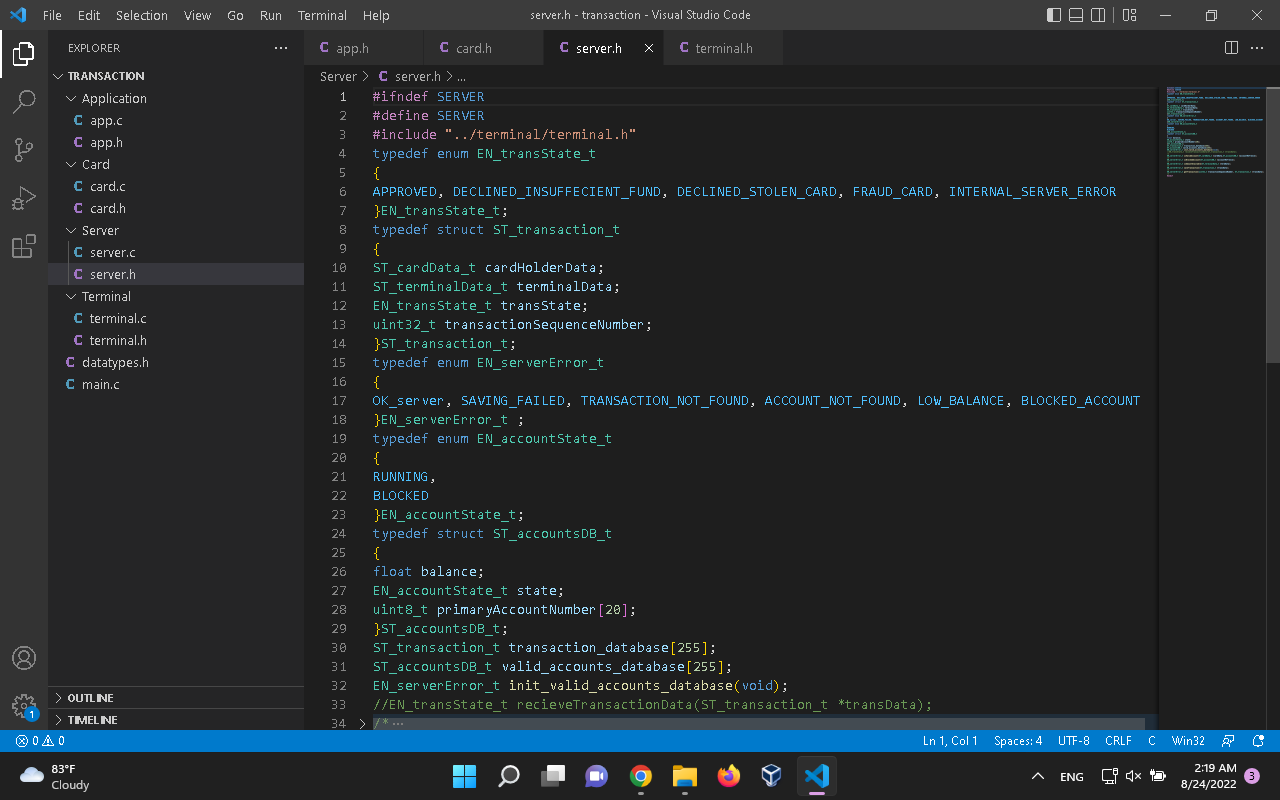 File Edit Selection View Go Run Terminal Help server.h - transaction - Visual Studio Code
EXPLORER
TRANSACTION
Application
app.c
app.h
Card
card.c
card.h
Server
server.c
server.h
Terminal
terminal.c
terminal.h
datatypes.h
main.c
OUTLINE
TIMELINE
app.h card.h server.h terminal.h
Server > server.h > ...
1 #ifndef SERVER
2 #define SERVER
3 #include "../terminal/terminal.h"
4 typedef enum EN_transState_t
5 {
6 APPROVED, DECLINED_INSUFFECIENT_FUND, DECLINED_STOLEN_CARD, FRAUD_CARD, INTERNAL_SERVER_ERROR
7 }EN_transState_t;
8 typedef struct ST_transaction_t
9 {
10 ST_cardData_t cardHolderData;
11 ST_terminalData_t terminalData;
12 EN_transState_t transState;
13 uint32_t transactionSequenceNumber;
14 }ST_transaction_t;
15 typedef enum EN_serverError_t
16 {
17 OK_server, SAVING_FAILED, TRANSACTION_NOT_FOUND, ACCOUNT_NOT_FOUND, LOW_BALANCE, BLOCKED_ACCOUNT
18 }EN_serverError_t ;
19 typedef enum EN_accountState_t
20 {
21 RUNNING,
22 BLOCKED
23 }EN_accountState_t;
24 typedef struct ST_accountsDB_t
25 {
26 float balance;
27 EN_accountState_t state;
28 uint8_t primaryAccountNumber[20];
29 }ST_accountsDB_t;
30 ST_transaction_t transaction_database[255];
31 ST_accountsDB_t valid_accounts_database[255];
32 EN_serverError_t init_valid_accounts_database(void);
33 //EN_transState_t recieveTransactionData(ST_transaction_t *transData);
34 /*···
1
0 0 Ln 1, Col 1 Spaces: 4 UTF-8 CRLF C Win32
83°F
Cloudy
ENG
2:19 AM
8/24/2022
3